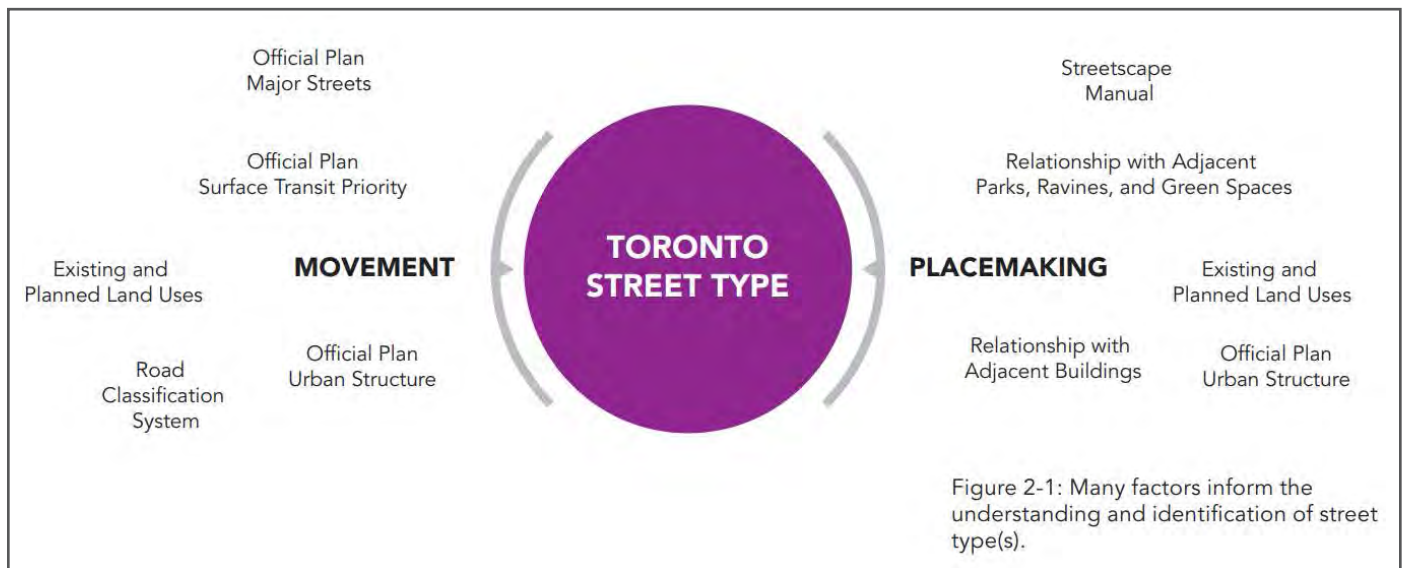 Official Plan
Major Streets
Official Plan
Surface Transit Priority
MOVEMENT
Existing and
Planned Land Uses
Official Plan
Urban Structure
Road
Classification
System
TORONTO
STREET TYPE
Streetscape
Manual
Relationship with Adjacent
Parks, Ravines, and Green Spaces
PLACEMAKING
Existing and
Planned Land Uses
Relationship with
Adjacent Buildings
Official Plan
Urban Structure
Figure 2-1: Many factors inform the
understanding and identification of street
type(s).